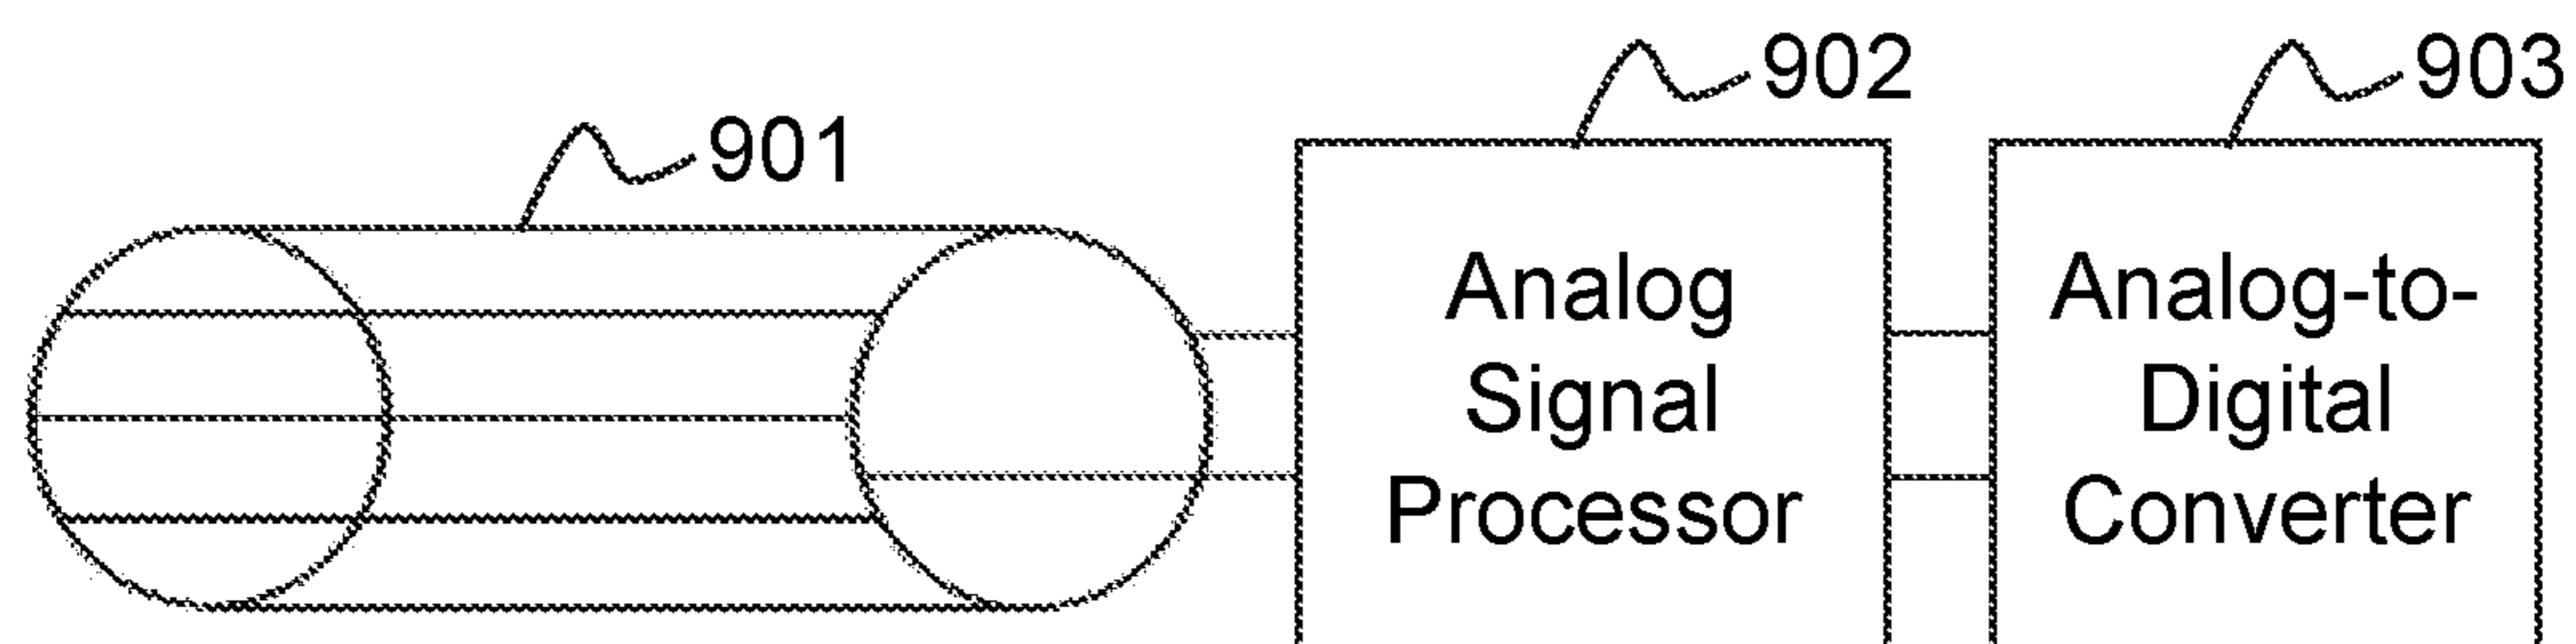 901
902
903
Analog
Signal
Processor
Analog-to-
Digital
Converter